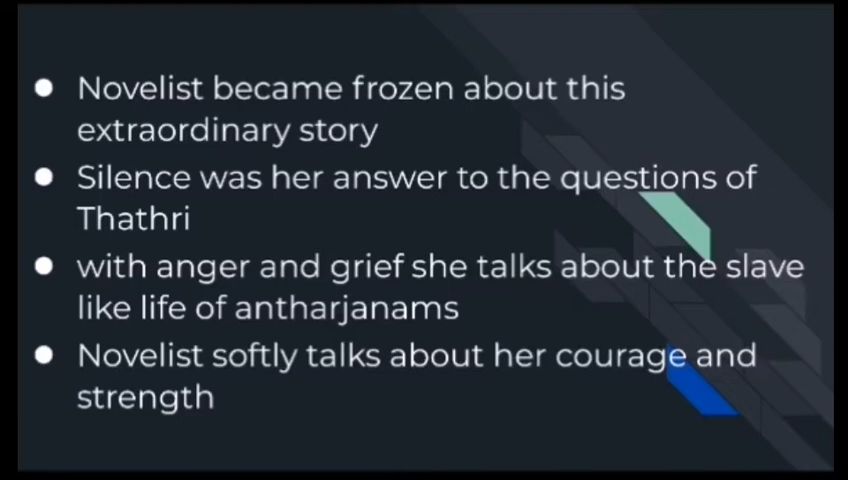 ● Novelist became frozen about this
extraordinary story
● Silence was her answer to the questions of
Thathri
● with anger and grief she talks about the slave
like life of antharjanams
● Novelist softly talks about her courage and
strength